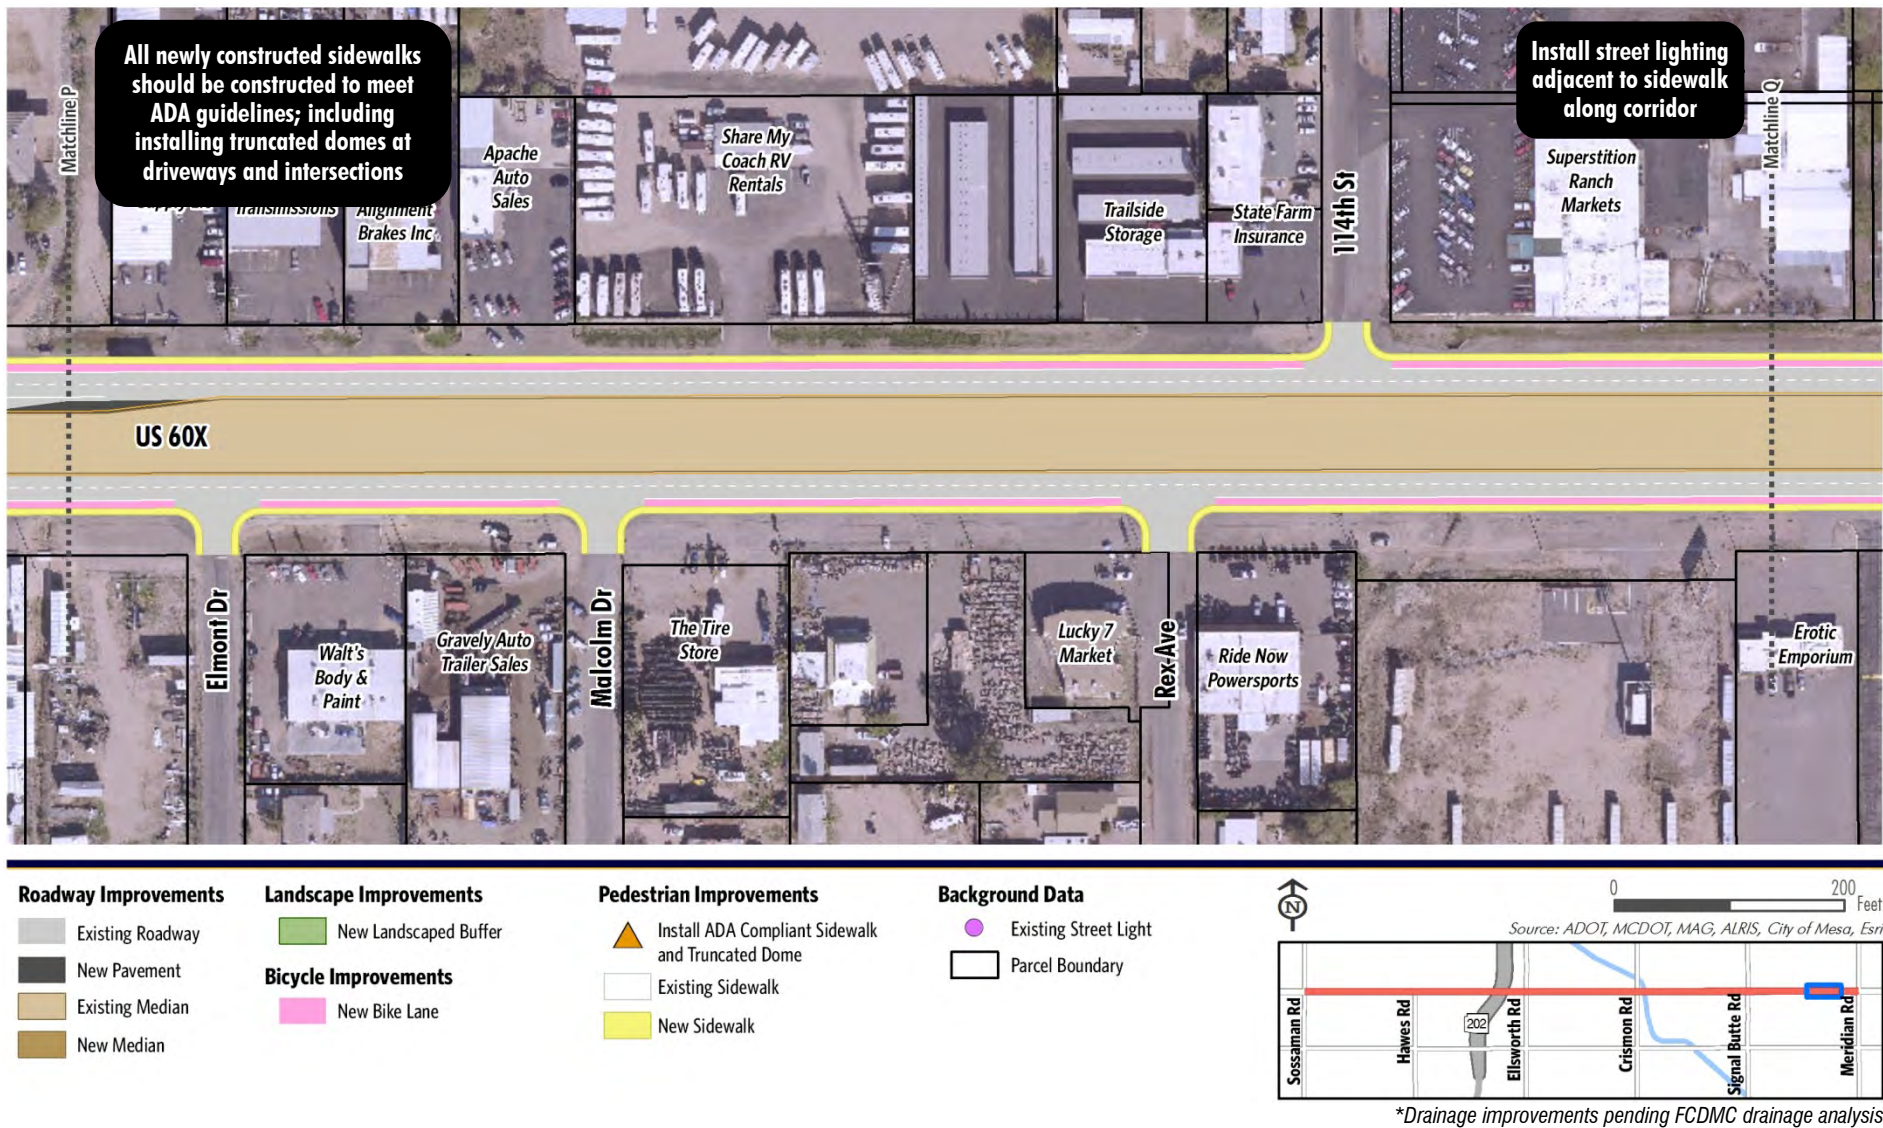 All newly constructed sidewalks
should be constructed to meet
ADA guidelines; including
installing truncated domes at
driveways and intersections
Install street lighting
adjacent to sidewalk
along corridor
Matchline P
Matchline Q
Transmissions
Alignment
Brakes Inc
Apache
Auto
Sales
Share My
Coach RV
Rentals
Trailside
Storage
State Farm
Insurance
114th St
Superstition
Ranch
Markets
US 60X
Elmont Dr
Walt's
Body &
Paint
Gravely Auto
Trailer Sales
Malcolm Dr
The Tire
Store
Lucky 7
Market
Rex Ave
Ride Now
Powersports
Erotic
Emporium
Roadway Improvements
Existing Roadway
New Pavement
Existing Median
New Median
Landscape Improvements
New Landscaped Buffer
Bicycle Improvements
New Bike Lane
Pedestrian Improvements
Install ADA Compliant Sidewalk
and Truncated Dome
Existing Sidewalk
New Sidewalk
Background Data
Existing Street Light
Parcel Boundary
N
0 200
Feet
Source: ADOT, MCDOT, MAG, ALRIS, City of Mesa, Esri
Sossaman Rd
Hawes Rd
202
Ellsworth Rd
Crismon Rd
Signal Butte Rd
Meridian Rd
*Drainage improvements pending FCDMC drainage analysis